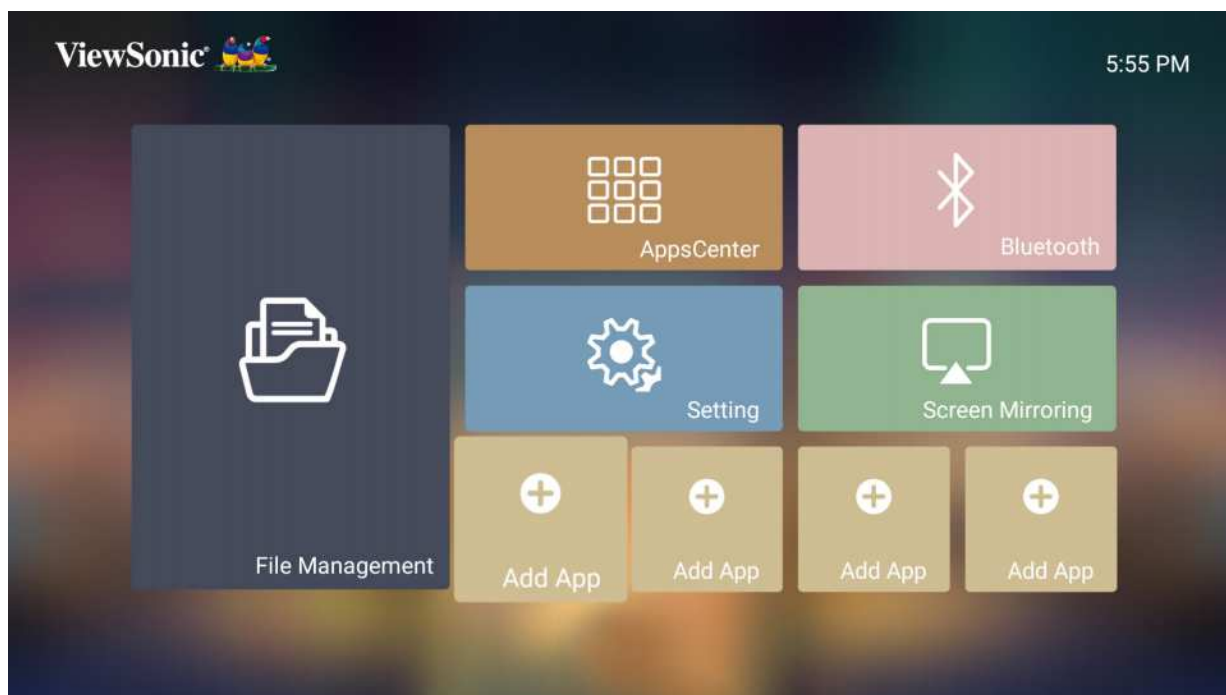 ViewSonic®
5:55 PM
AppsCenter
Bluetooth
Setting
Screen Mirroring
File Management
Add App
Add App
Add App
Add App